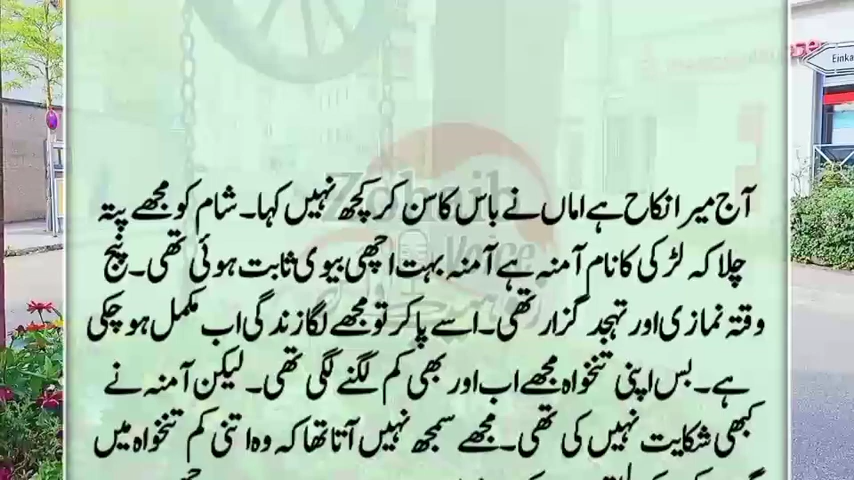 آج میرا نکاح ہے اماں نے باس کا سن کر کچھ نہیں کہا۔ شام کو مجھے پتہ
چلا کہ لڑکی کا نام آمنہ ہے آمنہ بہت اچھی بیوی ثابت ہوئی تھی۔ پنج
وقتہ نمازی اور تہجد گزار تھی۔ اسے پا کر تو مجھے لگا زندگی اب مکمل ہو چکی
ہے۔ بس اپنی تنخواہ مجھے اب اور بھی کم لگنے لگی تھی۔ لیکن آمنہ نے
کبھی شکایت نہیں کی تھی۔ مجھے سمجھ نہیں آتا تھا کہ وہ اتنی کم تنخواہ میں
Zohaib
Voice
Einka